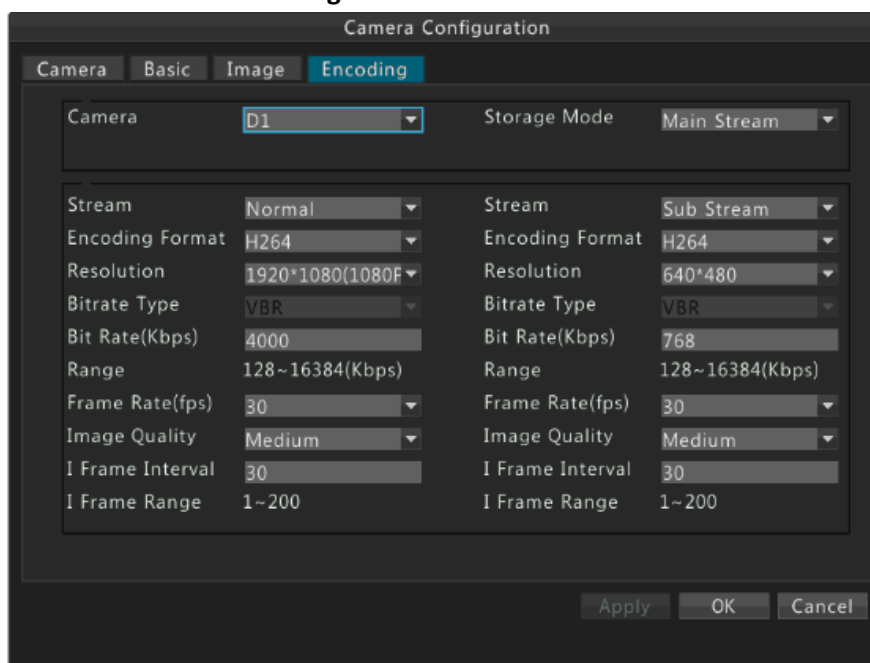 Camera Configuration
Camera Basic Image Encoding
Camera D1 Storage Mode Main Stream
Stream Normal Stream Sub Stream
Encoding Format H264 Encoding Format H264
Resolution 1920*1080(1080P Resolution 640*480
Bitrate Type VBR Bitrate Type VBR
Bit Rate(Kbps) 4000 Bit Rate(Kbps) 768
Range 128~16384(Kbps) Range 128~16384(Kbps)
Frame Rate(fps) 30 Frame Rate(fps) 30
Image Quality Medium Image Quality Medium
I Frame Interval 30 I Frame Interval 30
I Frame Range 1~200 I Frame Range 1~200
Apply OK Cancel